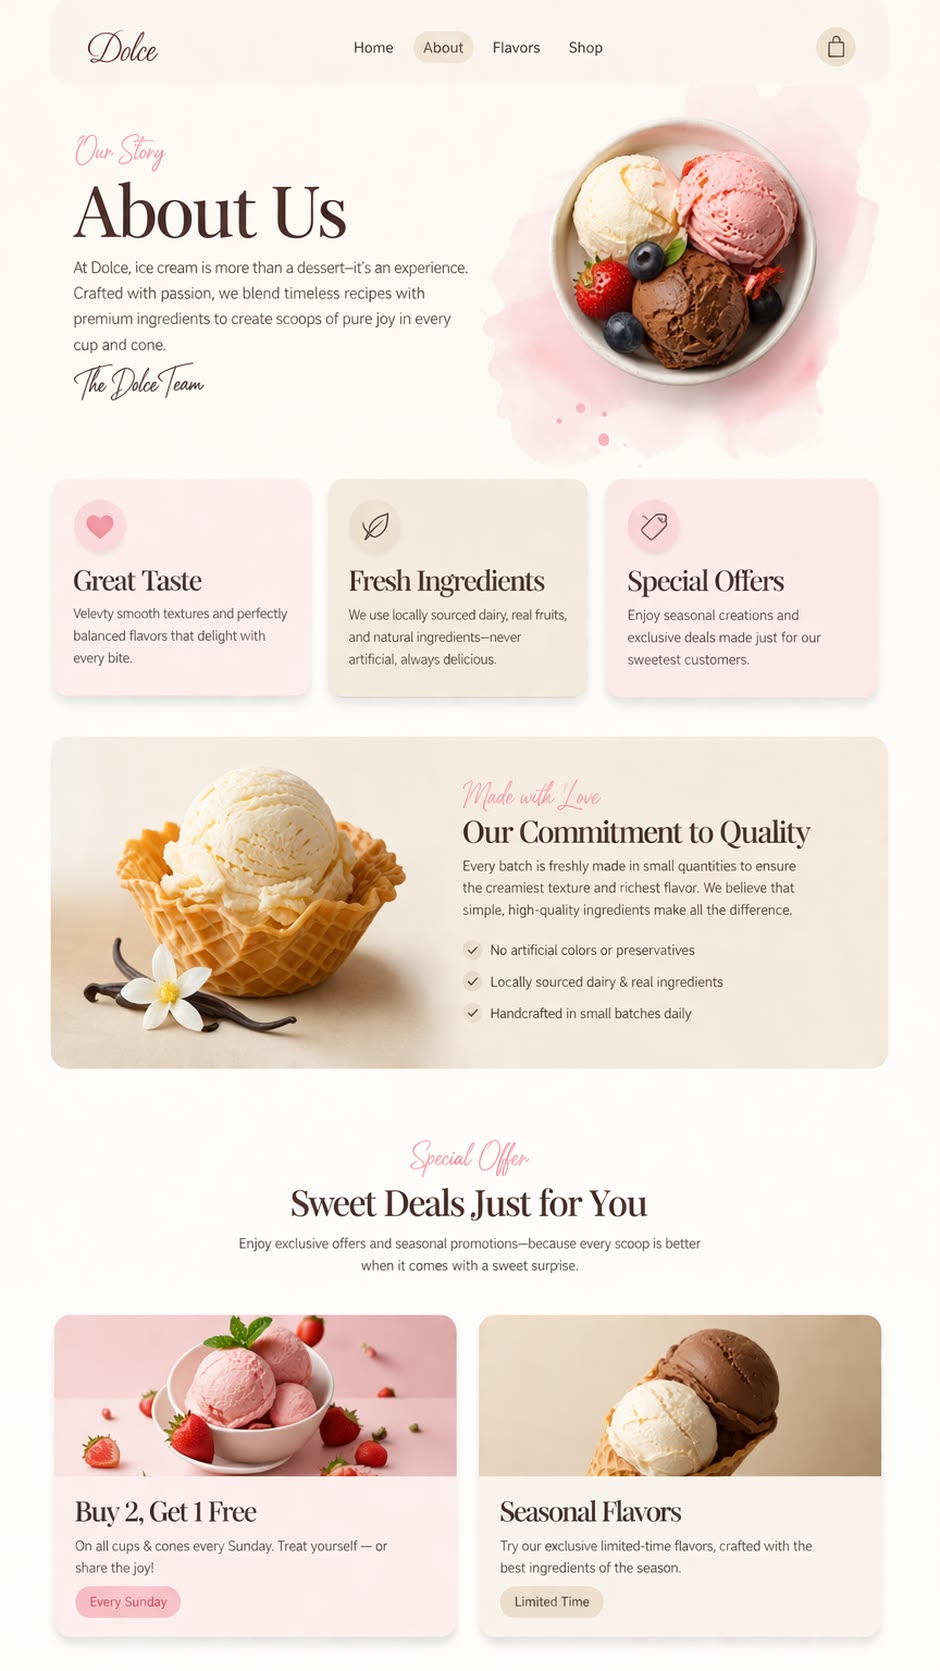 Dolce
Home
About
Flavors
Shop
Our Story
About Us
At Dolce, ice cream is more than a dessert—it's an experience.
Crafted with passion, we blend timeless recipes with
premium ingredients to create scoops of pure joy in every
cup and cone.
The Dolce Team
Great Taste
Velevty smooth textures and perfectly
balanced flavors that delight with
every bite.
Fresh Ingredients
We use locally sourced dairy, real fruits,
and natural ingredients—never
artificial, always delicious.
Special Offers
Enjoy seasonal creations and
exclusive deals made just for our
sweetest customers.
Made with Love
Our Commitment to Quality
Every batch is freshly made in small quantities to ensure
the creamiest texture and richest flavor. We believe that
simple, high-quality ingredients make all the difference.
No artificial colors or preservatives
Locally sourced dairy & real ingredients
Handcrafted in small batches daily
Special Offer
Sweet Deals Just for You
Enjoy exclusive offers and seasonal promotions—because every scoop is better
when it comes with a sweet surprise.
Buy 2, Get 1 Free
On all cups & cones every Sunday. Treat yourself — or
share the joy!
Every Sunday
Seasonal Flavors
Try our exclusive limited-time flavors, crafted with the
best ingredients of the season.
Limited Time